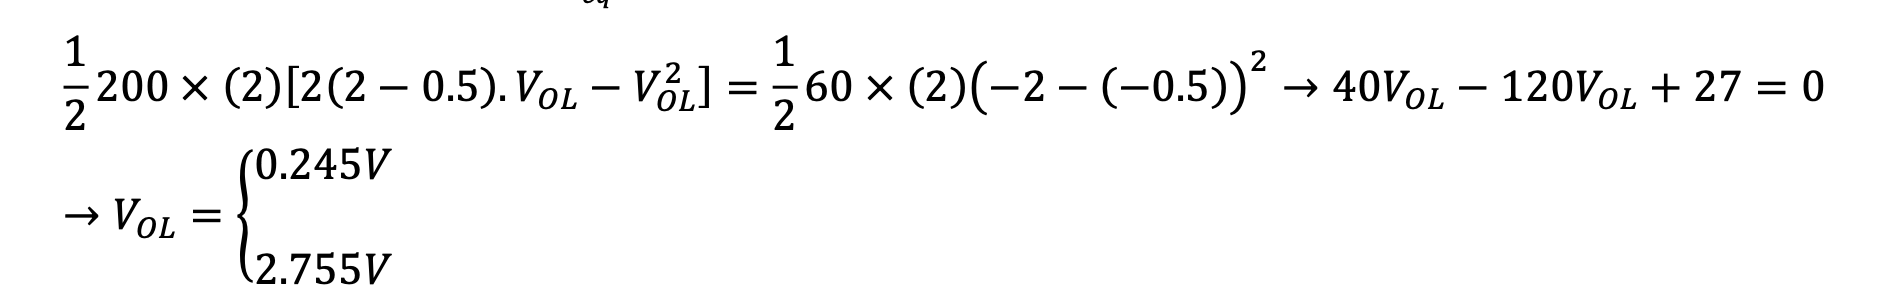 eq
1/2 200 × (2)[2(2 − 0.5). V_OL − V_OL^2] = 1/2 60 × (2)(−2 − (−0.5))^2 → 40V_OL − 120V_OL + 27 = 0
→ V_OL = { 0.245V
2.755V